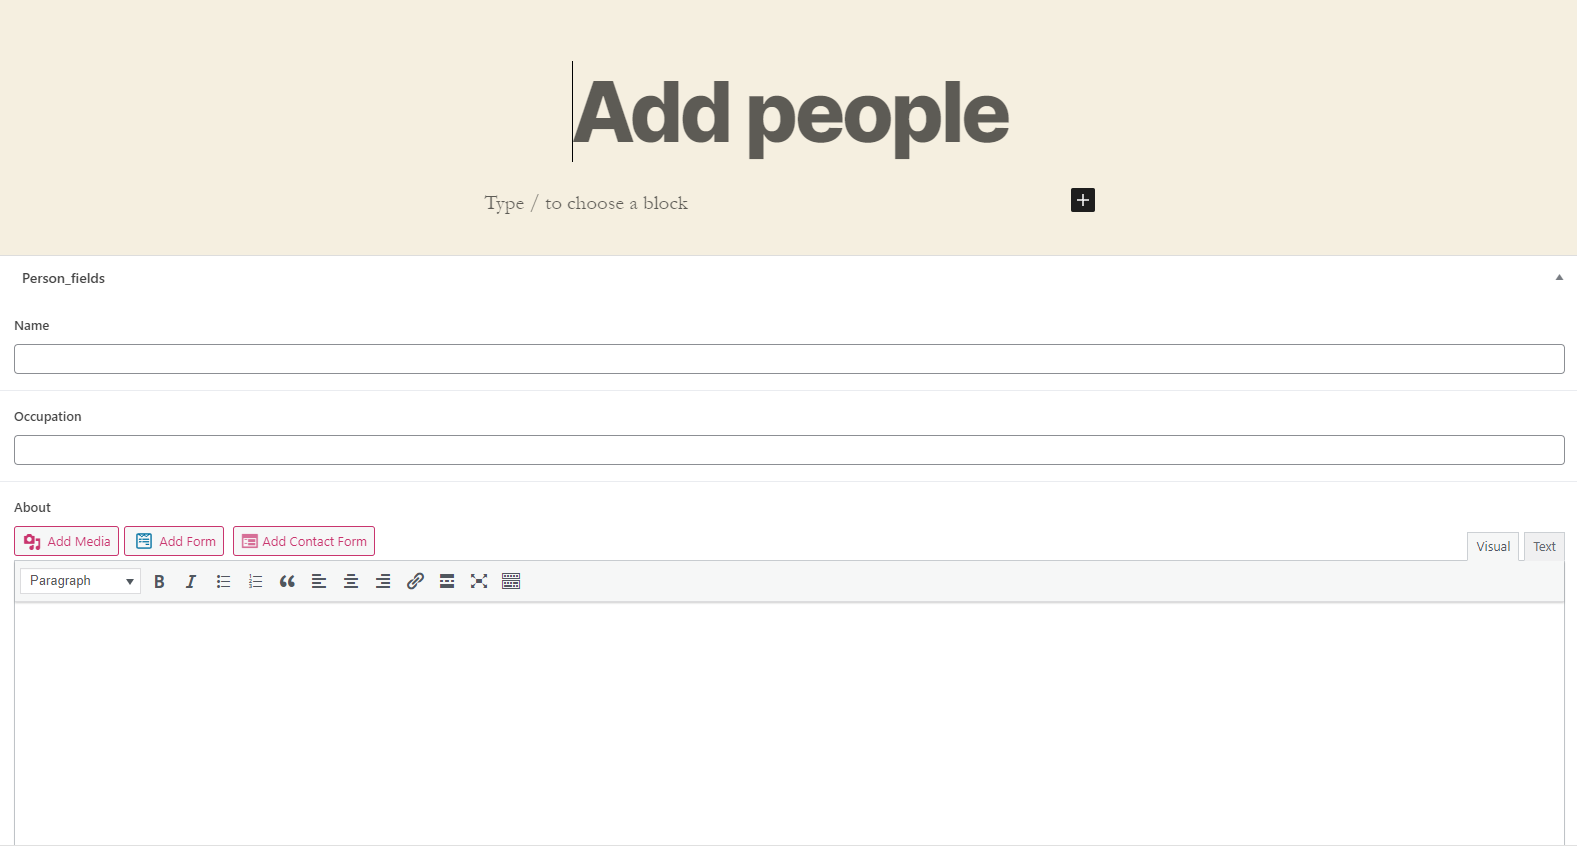 Add people
Type / to choose a block
Person_fields
Name
Occupation
About
Add Media Add Form Add Contact Form
Visual Text
Paragraph